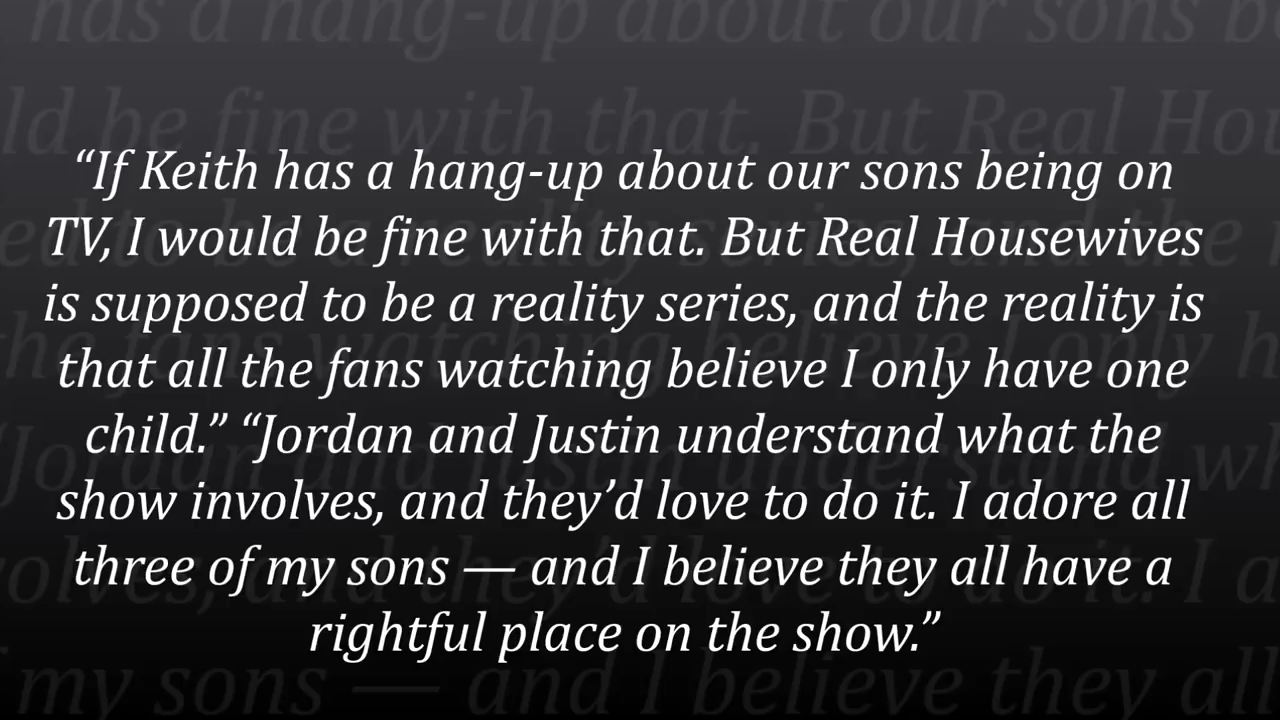 “If Keith has a hang-up about our sons being on
TV, I would be fine with that. But Real Housewives
is supposed to be a reality series, and the reality is
that all the fans watching believe I only have one
child.” “Jordan and Justin understand what the
show involves, and they’d love to do it. I adore all
three of my sons — and I believe they all have a
rightful place on the show.”